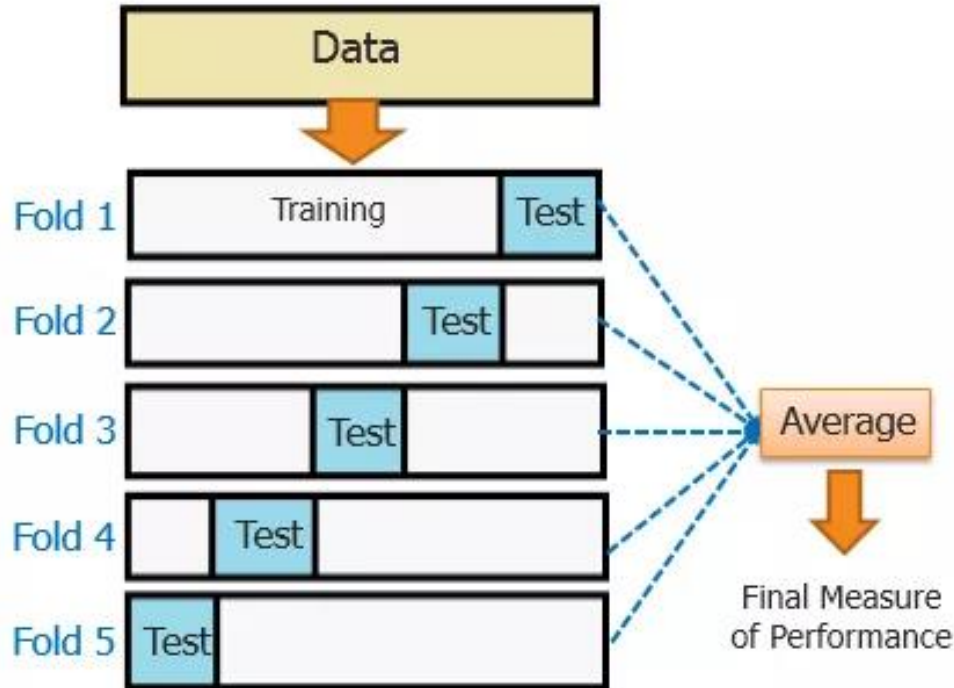 Data
Fold 1
Training
Test
Fold 2
Test
Fold 3
Test
Average
Fold 4
Test
Fold 5
Test
Final Measure
of Performance